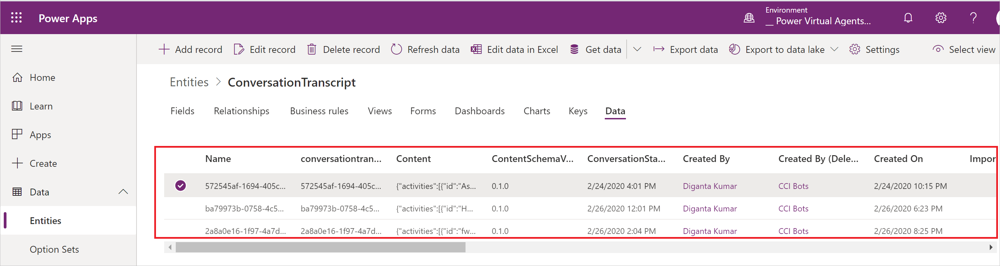 Power Apps
Environment
__ Power Virtual Agents...
?
Add record Edit record Delete record Refresh data Edit data in Excel Get data Export data Export to data lake Settings Select view
Home
Learn
Apps
Create
Data
Entities
Option Sets
Entities > ConversationTranscript
Fields Relationships Business rules Views Forms Dashboards Charts Keys Data
Name conversationtran... Content ContentSchemaV... ConversationSta... Created By Created By (Dele... Created On Impor
572545af-1694-405c... 572545af-1694-405c... {"activities":[{"id":"As... 0.1.0 2/24/2020 4:01 PM Diganta Kumar CCI Bots 2/24/2020 10:15 PM
ba79973b-0758-4c5... ba79973b-0758-4c5... {"activities":[{"id":"H... 0.1.0 2/26/2020 12:01 PM Diganta Kumar CCI Bots 2/26/2020 6:23 PM
2a8a0e16-1f97-4a7d... 2a8a0e16-1f97-4a7d... {"activities":[{"id":"fw... 0.1.0 2/26/2020 2:04 PM Diganta Kumar CCI Bots 2/26/2020 8:25 PM